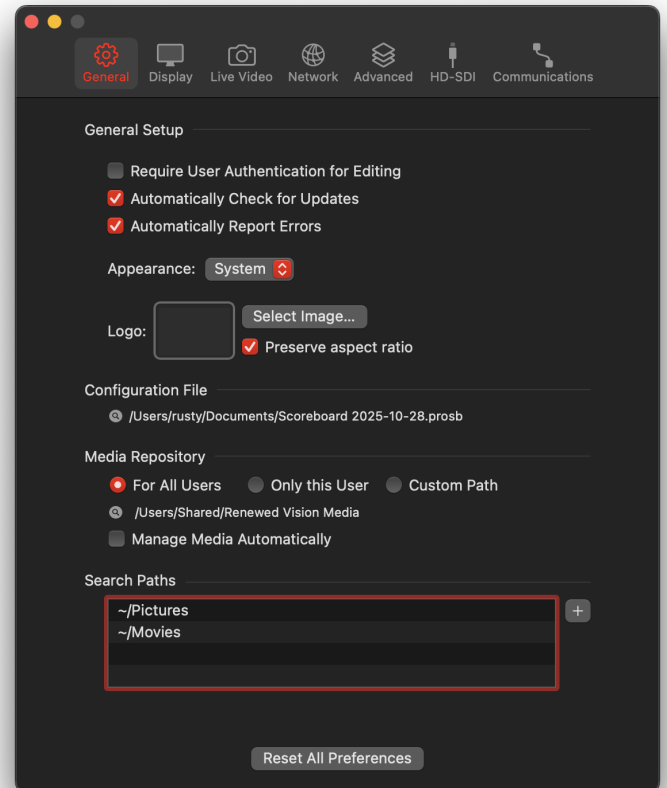 General Display Live Video Network Advanced HD-SDI Communications
General Setup
Require User Authentication for Editing
Automatically Check for Updates
Automatically Report Errors
Appearance: System
Select Image...
Logo:
Preserve aspect ratio
Configuration File
/Users/rusty/Documents/Scoreboard 2025-10-28.prosb
Media Repository
For All Users Only this User Custom Path
/Users/Shared/Renewed Vision Media
Manage Media Automatically
Search Paths
~/Pictures
~/Movies
Reset All Preferences